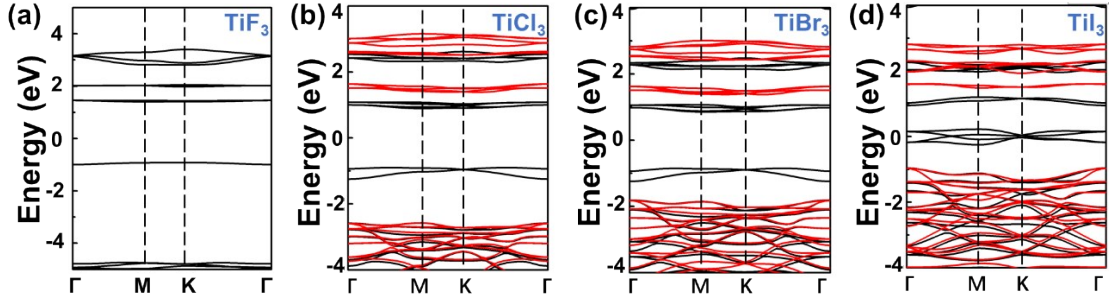 (a) TiF3
Energy (eV)
4
2
0
-2
-4
Γ M K Γ
(b) TiCl3
Energy (eV)
4
2
0
-2
-4
Γ M K Γ
(c) TiBr3
Energy (eV)
4
2
0
-2
-4
Γ M K Γ
(d) TiI3
Energy (eV)
4
2
0
-2
-4
Γ M K Γ